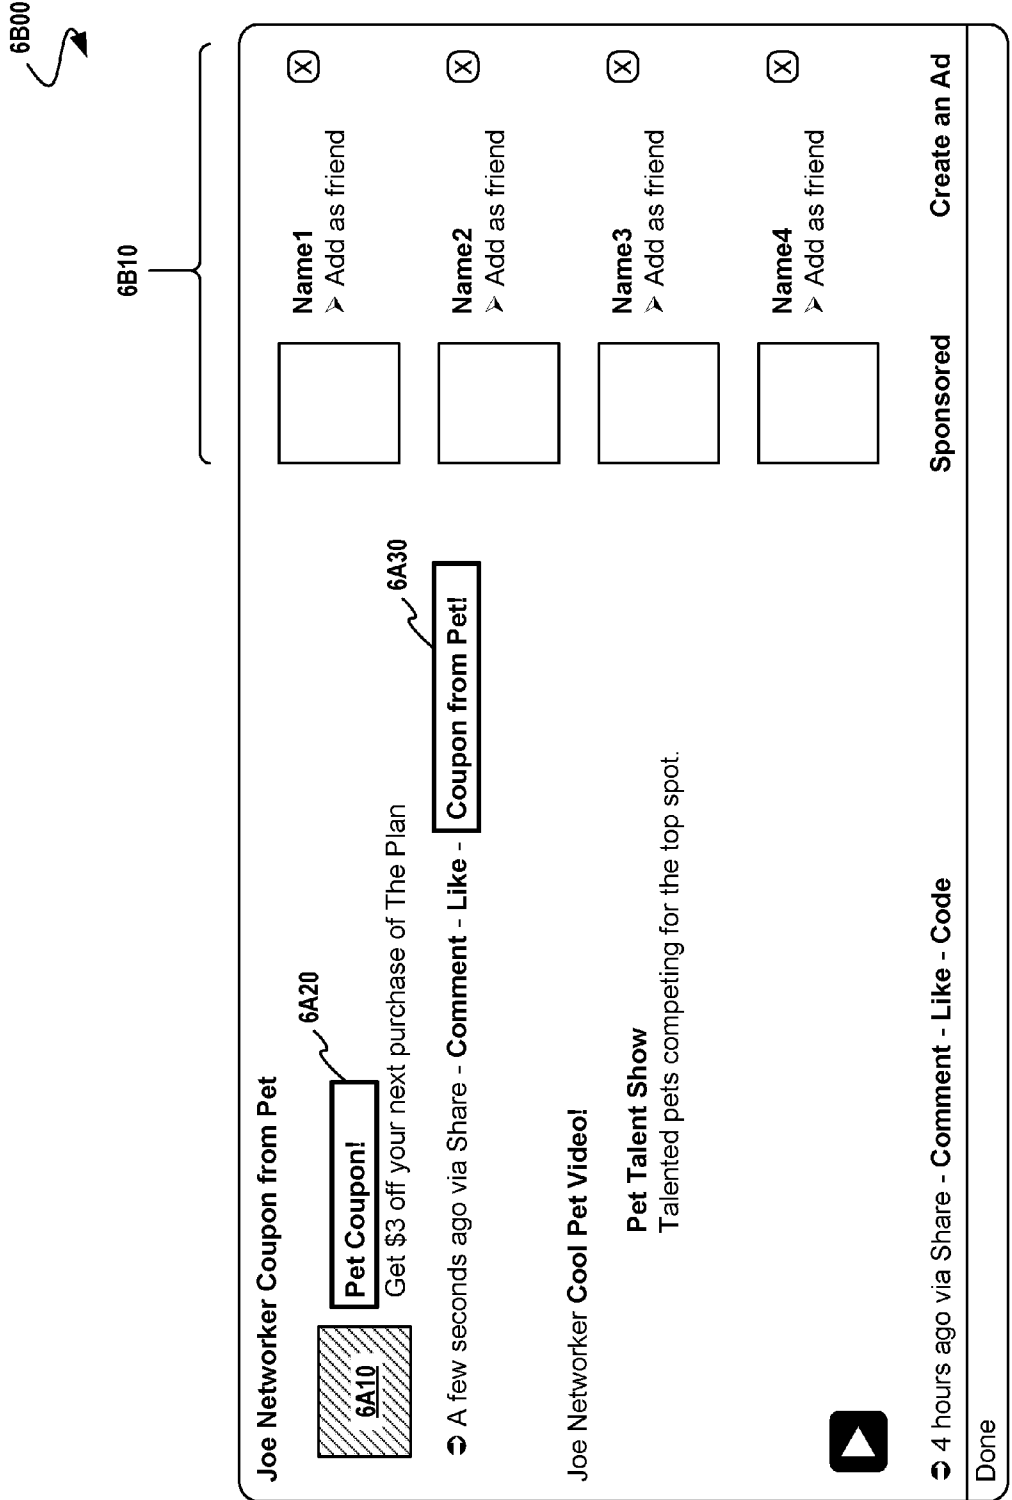 6B00
6B10
Joe Networker Coupon from Pet
6A10
Pet Coupon!
6A20
Get $3 off your next purchase of The Plan
➲ A few seconds ago via Share - Comment - Like - Coupon from Pet!
6A30
Joe Networker Cool Pet Video!
Pet Talent Show
Talented pets competing for the top spot.
➲ 4 hours ago via Share - Comment - Like - Code
Name1
➢ Add as friend
X
Name2
➢ Add as friend
X
Name3
➢ Add as friend
X
Name4
➢ Add as friend
X
Sponsored Create an Ad
Done